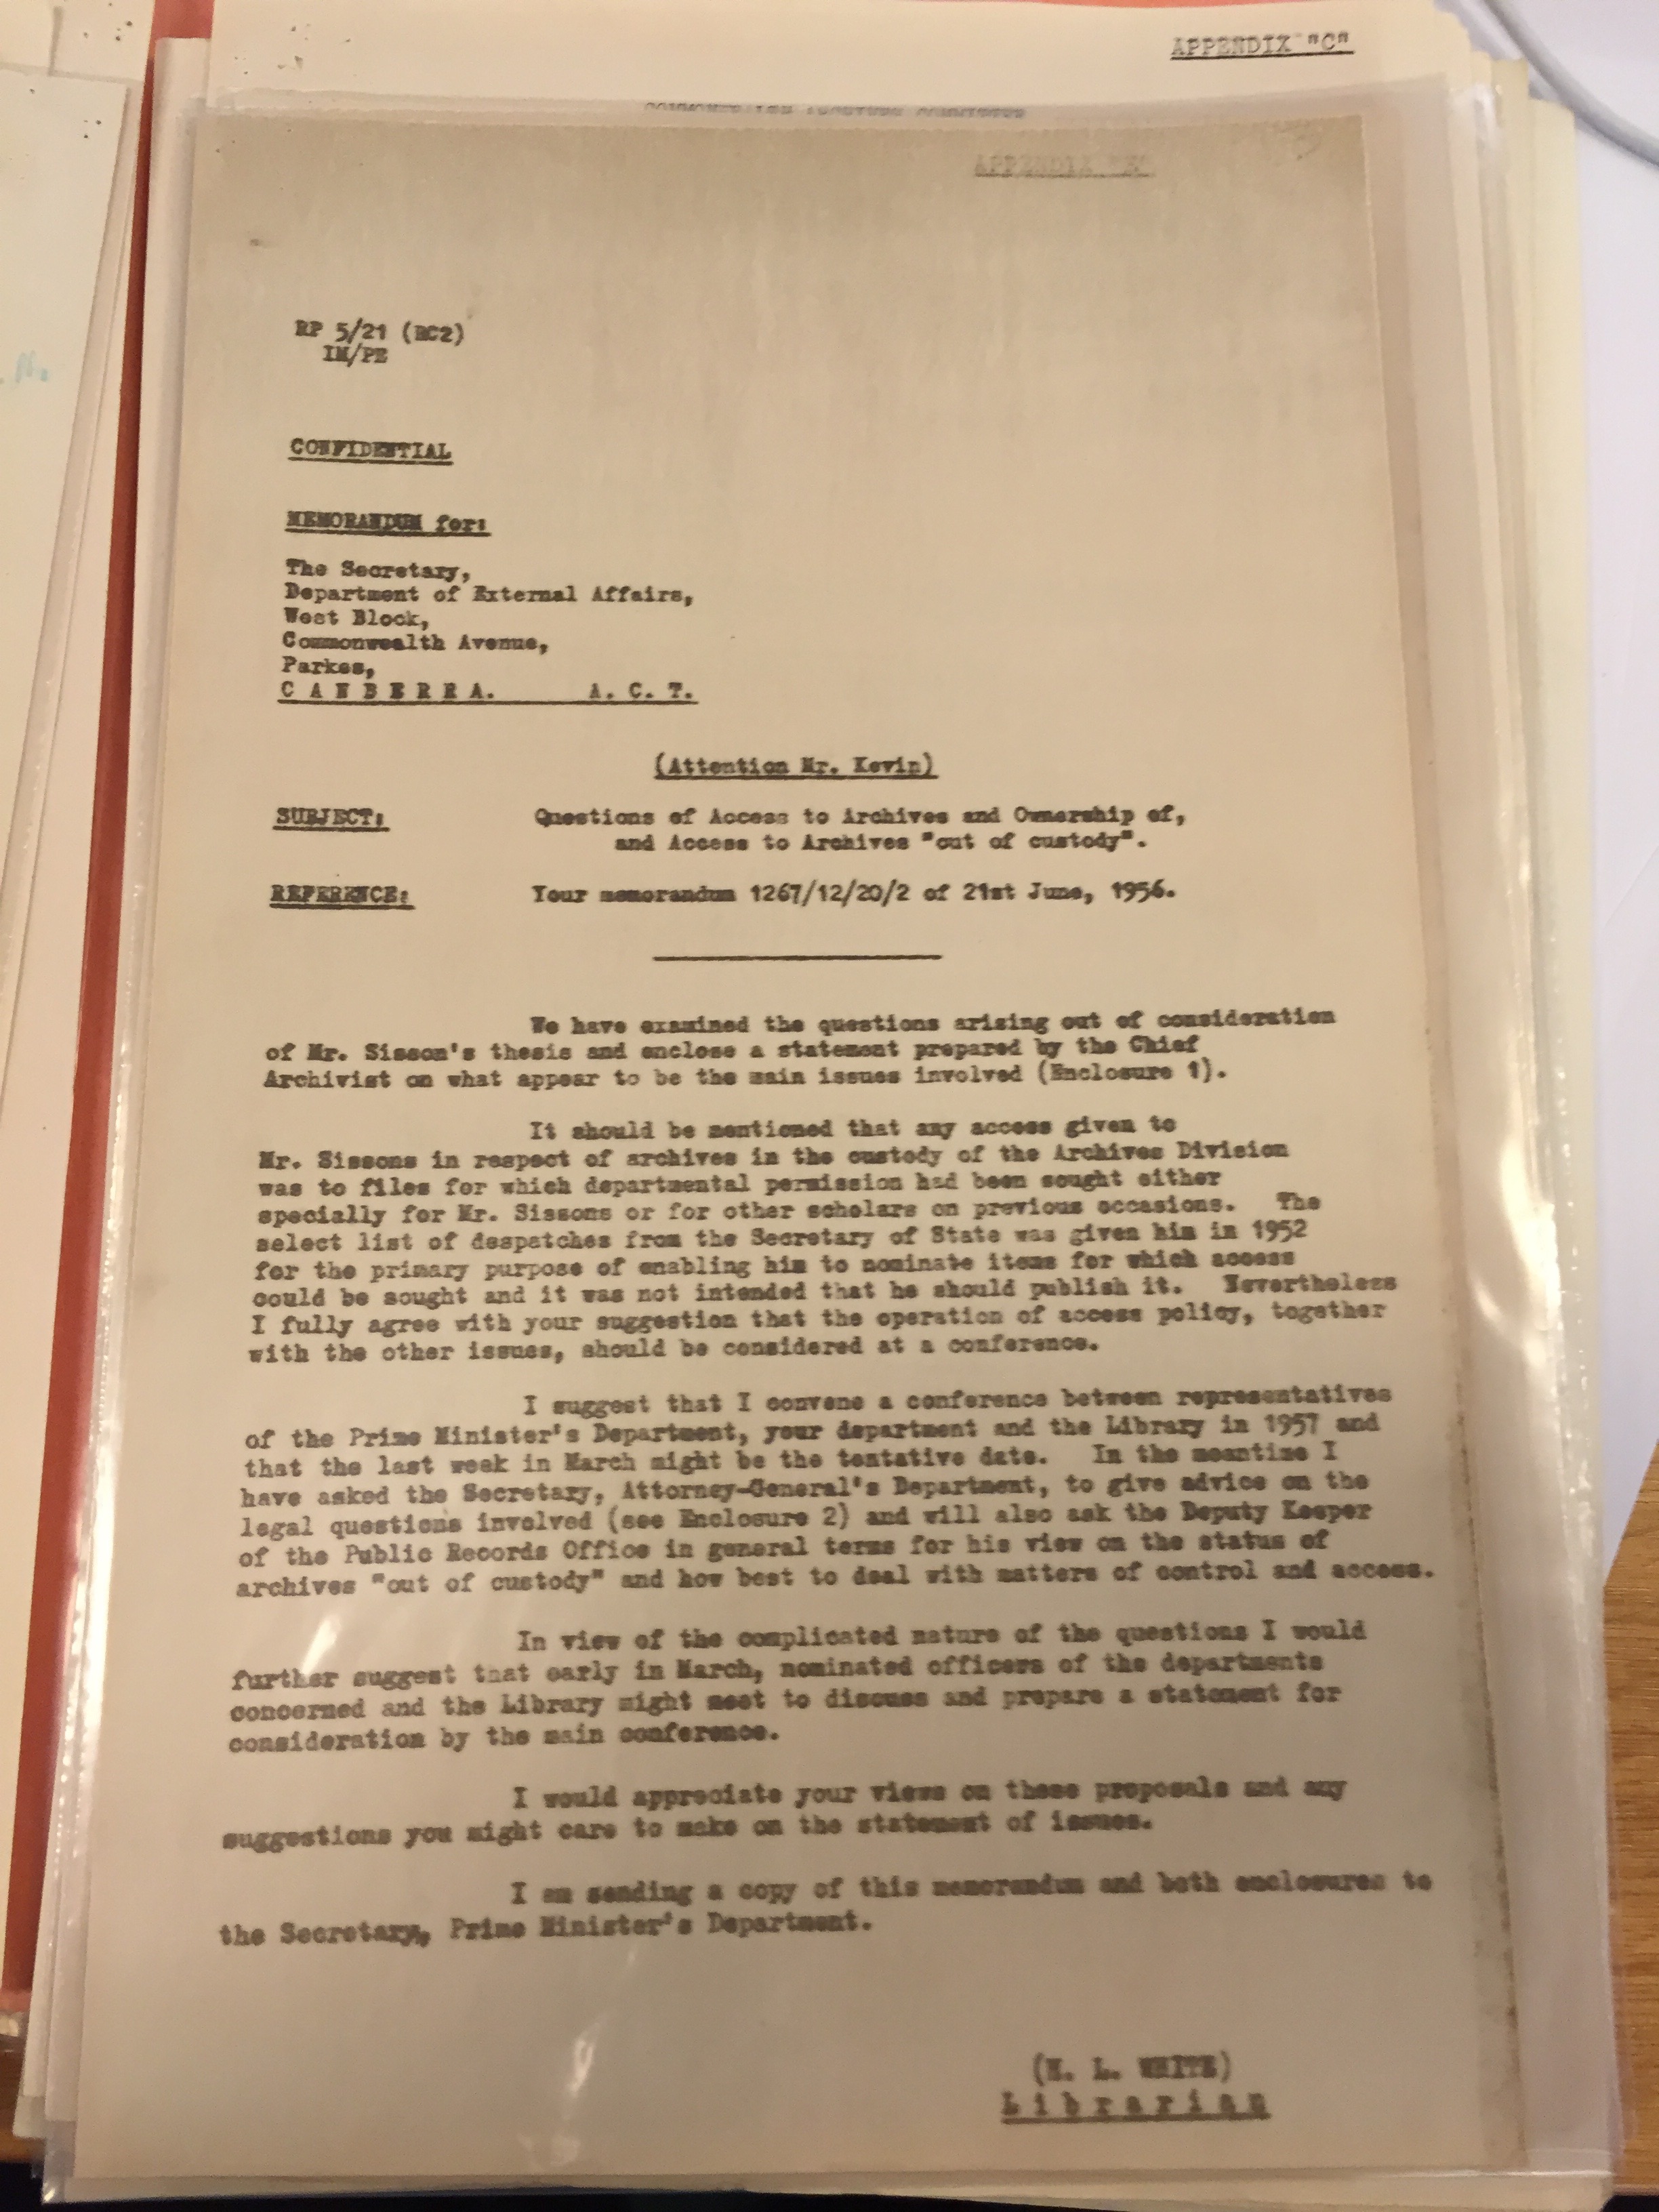 APPENDIX "C"
APPENDIX
RP 5/21 (RC2)
IM/PE
CONFIDENTIAL
MEMORANDUM for:
The Secretary,
Department of External Affairs,
West Block,
Commonwealth Avenue,
Parkes,
C A N B E R R A. A. C. T.
(Attention Mr. Kevin)
SUBJECT: Questions of Access to Archives and Ownership of,
and Access to Archives "out of custody".
REFERENCE: Your memorandum 1267/12/20/2 of 21st June, 1956.
We have examined the questions arising out of consideration
of Mr. Sisson's thesis and enclose a statement prepared by the Chief
Archivist on what appear to be the main issues involved (Enclosure 1).
It should be mentioned that any access given to
Mr. Sissons in respect of archives in the custody of the Archives Division
was to files for which departmental permission had been sought either
specially for Mr. Sissons or for other scholars on previous occasions. The
select list of despatches from the Secretary of State was given him in 1952
for the primary purpose of enabling him to nominate items for which access
could be sought and it was not intended that he should publish it. Nevertheless
I fully agree with your suggestion that the operation of access policy, together
with the other issues, should be considered at a conference.
I suggest that I convene a conference between representatives
of the Prime Minister's Department, your department and the Library in 1957 and
that the last week in March might be the tentative date. In the meantime I
have asked the Secretary, Attorney-General's Department, to give advice on the
legal questions involved (see Enclosure 2) and will also ask the Deputy Keeper
of the Public Records Office in general terms for his view on the status of
archives "out of custody" and how best to deal with matters of control and access.
In view of the complicated nature of the questions I would
further suggest that early in March, nominated officers of the departments
concerned and the Library might meet to discuss and prepare a statement for
consideration by the main conference.
I would appreciate your views on these proposals and any
suggestions you might care to make on the statement of issues.
I am sending a copy of this memorandum and both enclosures to
the Secretary, Prime Minister's Department.
(H. L. WHITE)
L i b r a r i a n